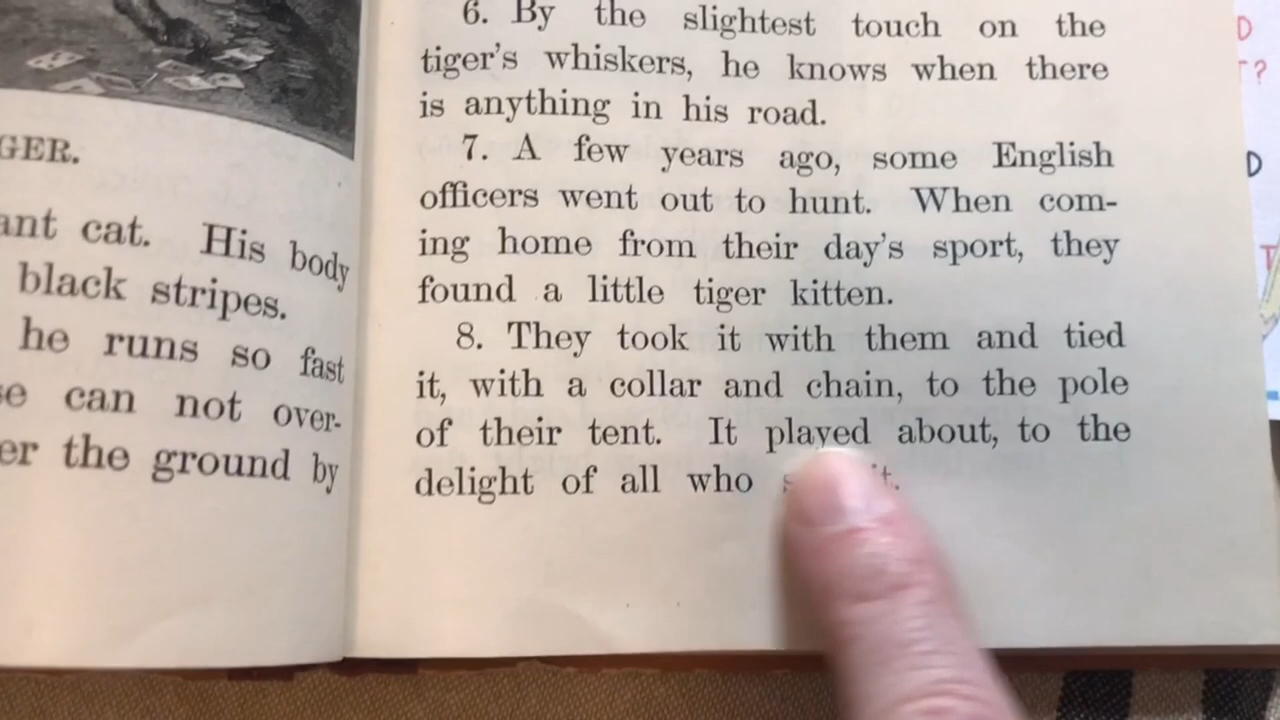 GER.
ant cat. His body
black stripes.
he runs so fast
se can not over-
er the ground by
6. By the slightest touch on the
tiger's whiskers, he knows when there
is anything in his road.
7. A few years ago, some English
officers went out to hunt. When com-
ing home from their day's sport, they
found a little tiger kitten.
8. They took it with them and tied
it, with a collar and chain, to the pole
of their tent. It played about, to the
delight of all who it.
D
T?
D
T